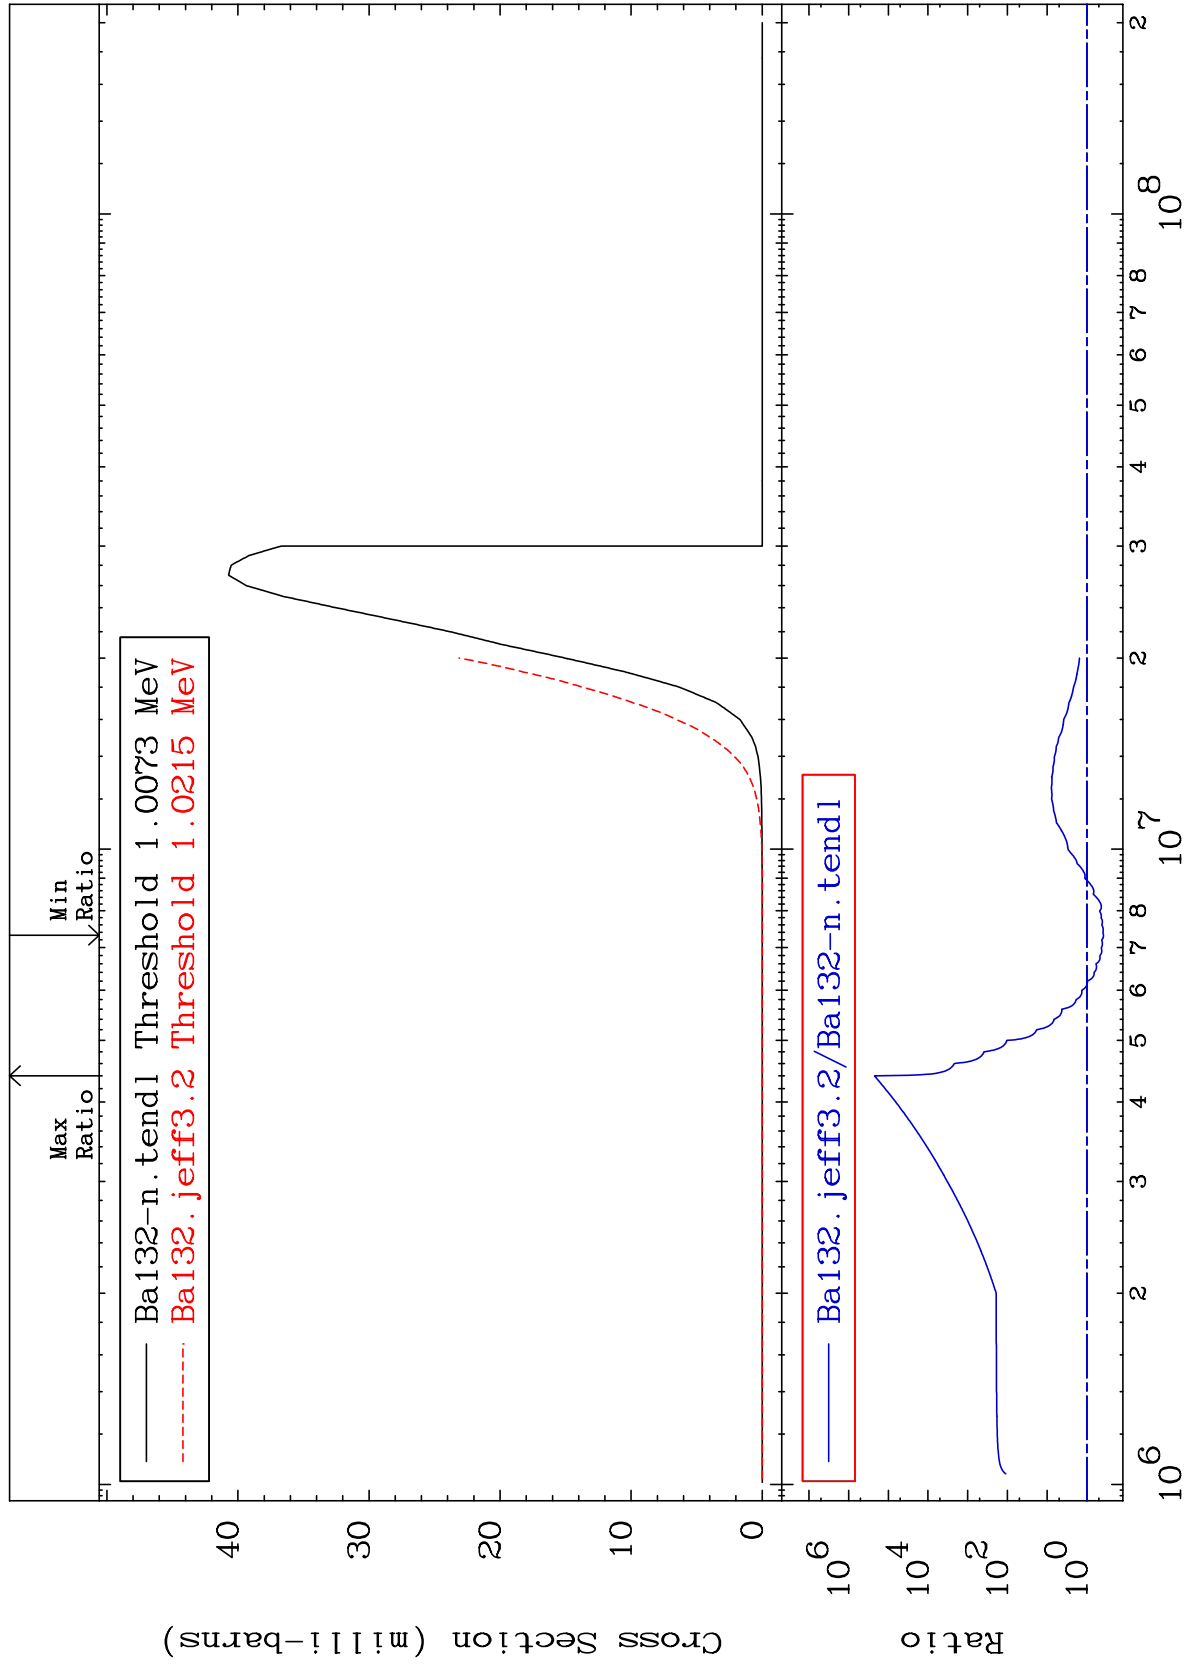 Max
Ratio
Min
Ratio
Ba132-n.tendl Threshold 1.0073 MeV
Ba132.jeff3.2 Threshold 1.0215 MeV
40
30
20
10
0
Cross Section (milli-barns)
Ba132.jeff3.2/Ba132-n.tendl
10^6
10^4
10^2
10^0
Ratio
10^6 2 3 4 5 6 7 8 10^7 2 3 4 5 6 7 8 10^8 2